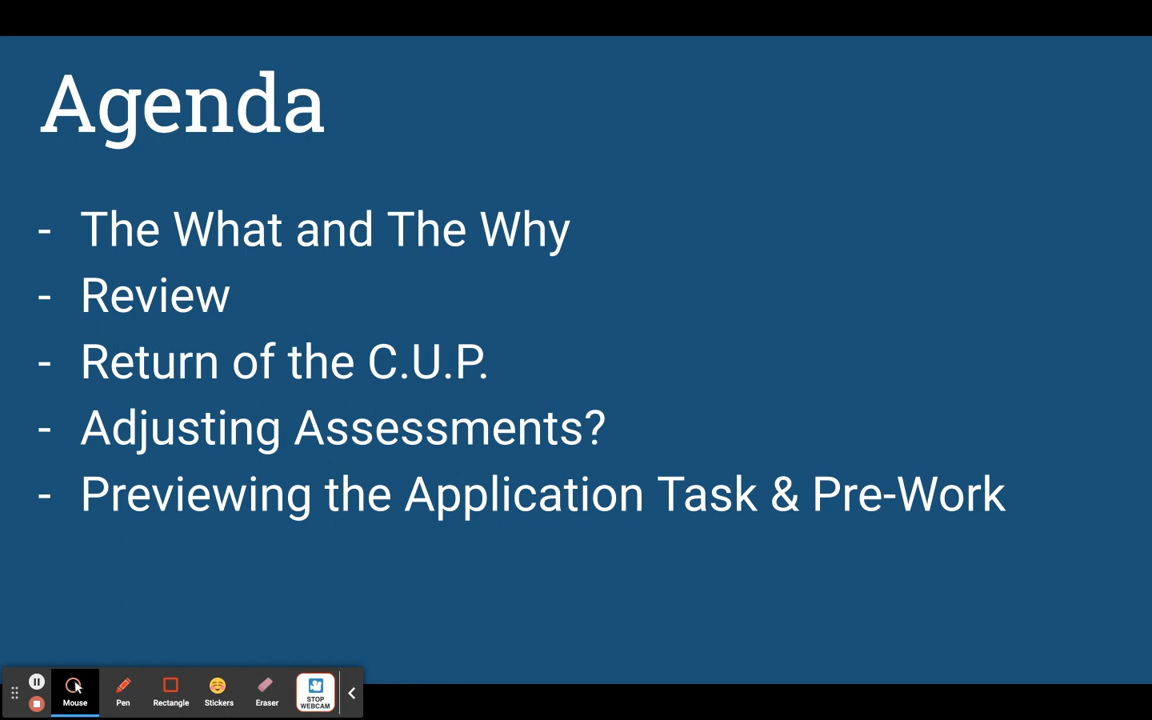 Agenda
- The What and The Why
- Review
- Return of the C.U.P.
- Adjusting Assessments?
- Previewing the Application Task & Pre-Work
Mouse Pen Rectangle Stickers Eraser STOP WEBCAM